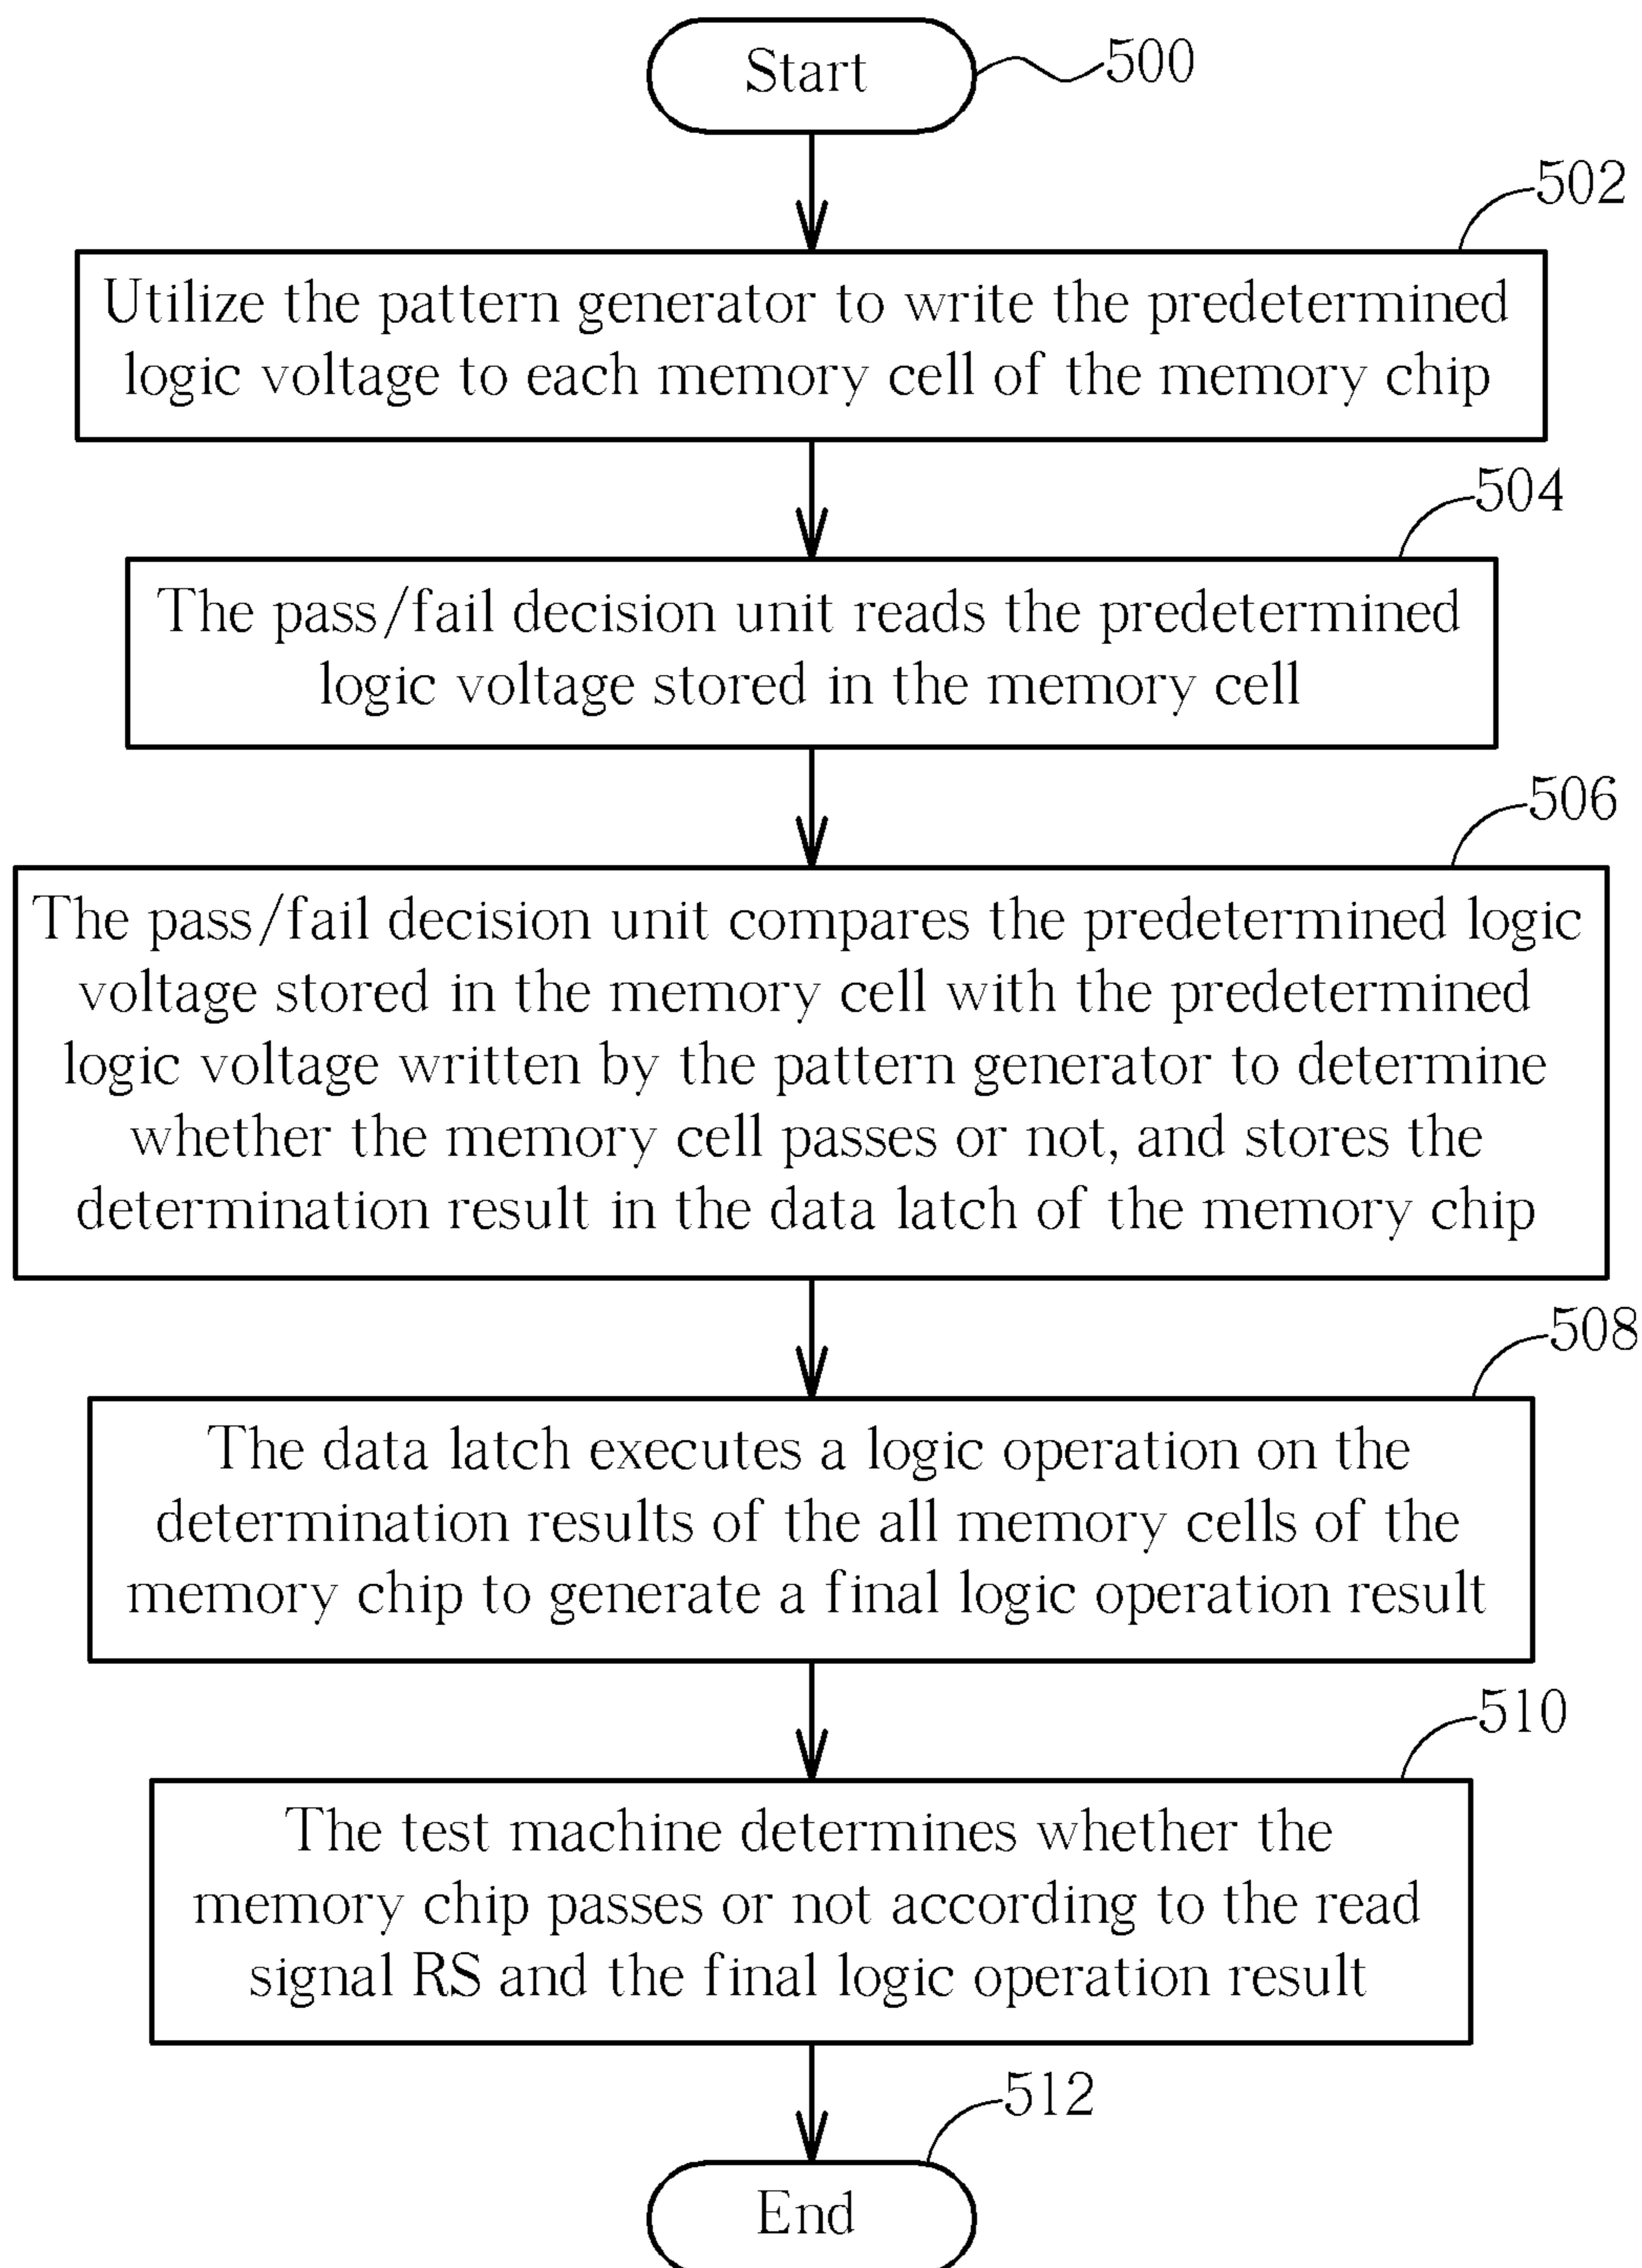 Start
500
502
Utilize the pattern generator to write the predetermined
logic voltage to each memory cell of the memory chip
504
The pass/fail decision unit reads the predetermined
logic voltage stored in the memory cell
506
The pass/fail decision unit compares the predetermined logic
voltage stored in the memory cell with the predetermined
logic voltage written by the pattern generator to determine
whether the memory cell passes or not, and stores the
determination result in the data latch of the memory chip
508
The data latch executes a logic operation on the
determination results of the all memory cells of the
memory chip to generate a final logic operation result
510
The test machine determines whether the
memory chip passes or not according to the read
signal RS and the final logic operation result
512
End